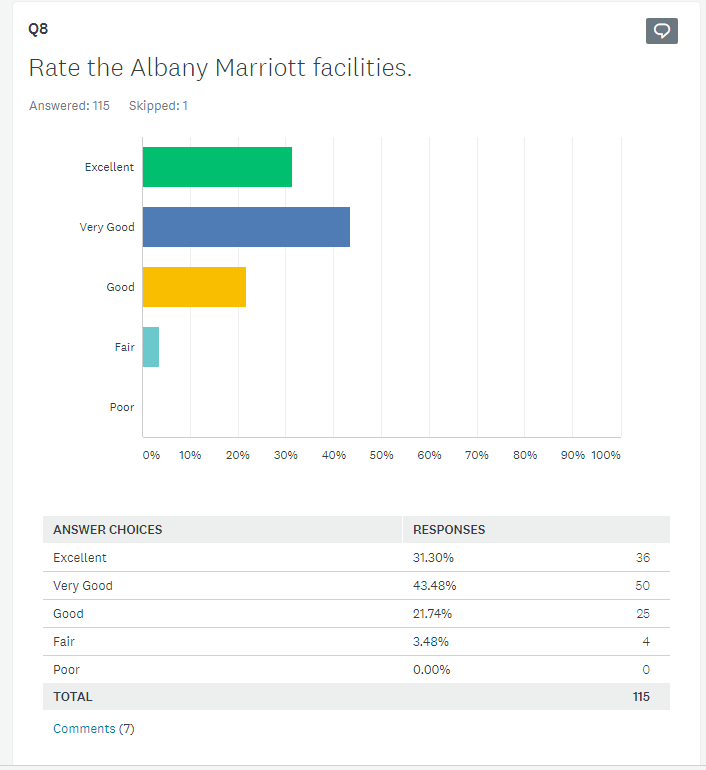 Q8
Rate the Albany Marriott facilities.
Answered: 115 Skipped: 1
Excellent
Very Good
Good
Fair
Poor
0% 10% 20% 30% 40% 50% 60% 70% 80% 90% 100%
ANSWER CHOICES RESPONSES
Excellent 31.30% 36
Very Good 43.48% 50
Good 21.74% 25
Fair 3.48% 4
Poor 0.00% 0
TOTAL 115
Comments (7)